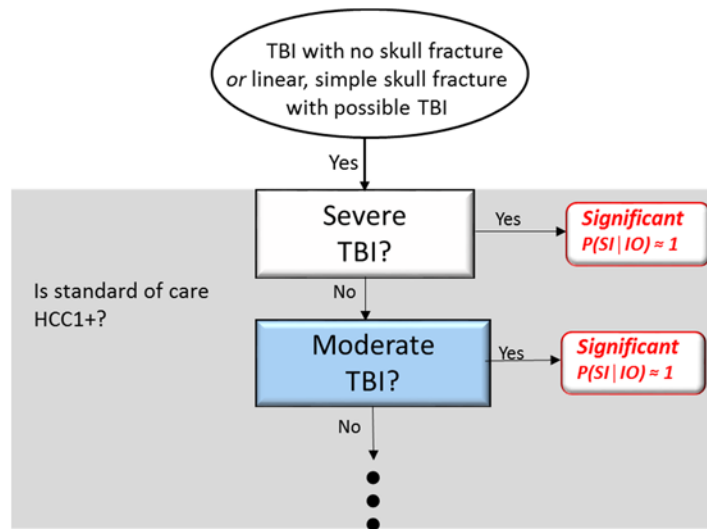 TBI with no skull fracture
or linear, simple skull fracture
with possible TBI
Yes
Severe
TBI?
Yes
Significant
P(SI|IO) ≈ 1
Is standard of care
HCC1+?
No
Moderate
TBI?
Yes
Significant
P(SI|IO) ≈ 1
No